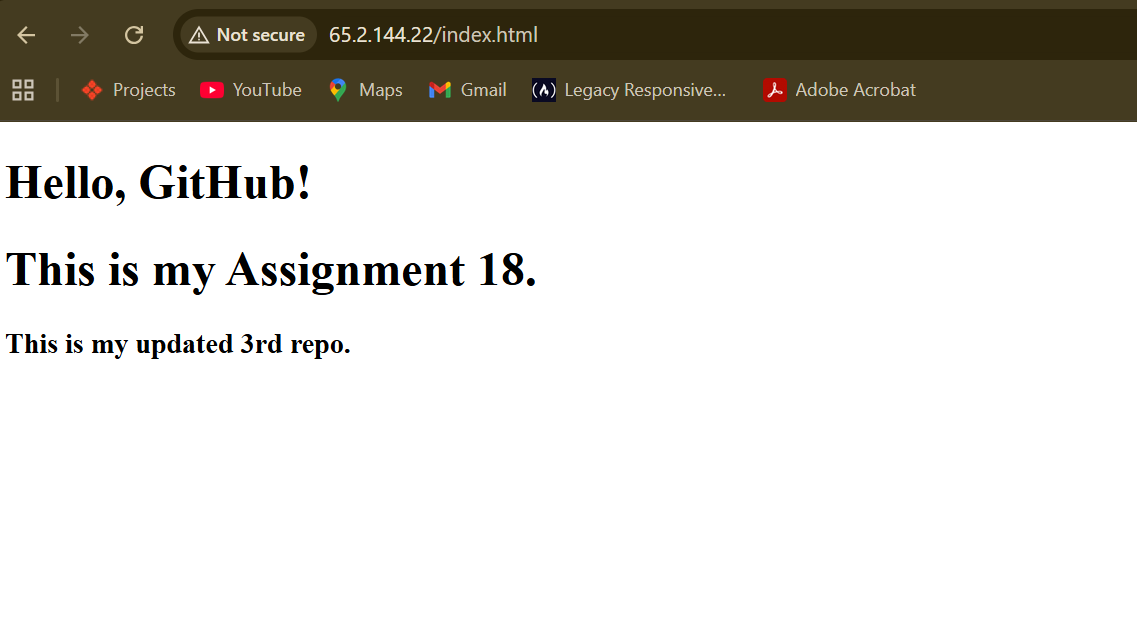 Not secure 65.2.144.22/index.html
Projects YouTube Maps Gmail Legacy Responsive... Adobe Acrobat
Hello, GitHub!
This is my Assignment 18.
This is my updated 3rd repo.